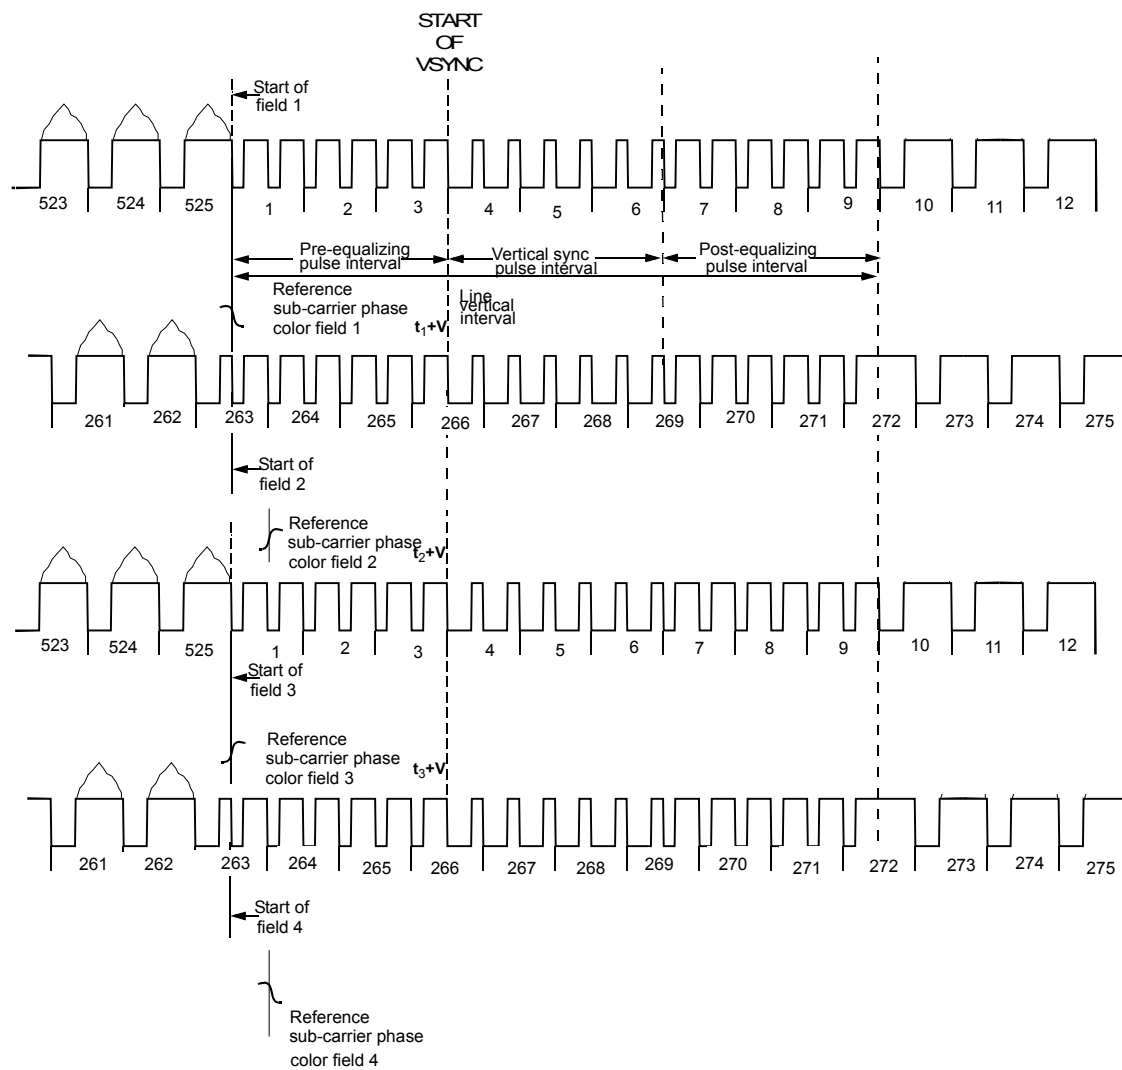 START
OF
VSYNC
Start of
field 1
523 524 525 1 2 3 4 5 6 7 8 9 10 11 12
Pre-equalizing
pulse interval
Vertical sync
pulse interval
Post-equalizing
pulse interval
Reference
sub-carrier phase
color field 1
t1+V
Line
vertical
interval
261 262 263 264 265 266 267 268 269 270 271 272 273 274 275
Start of
field 2
Reference
sub-carrier phase
color field 2
t2+V
523 524 525 1 2 3 4 5 6 7 8 9 10 11 12
Start of
field 3
Reference
sub-carrier phase
color field 3
t3+V
261 262 263 264 265 266 267 268 269 270 271 272 273 274 275
Start of
field 4
Reference
sub-carrier phase
color field 4